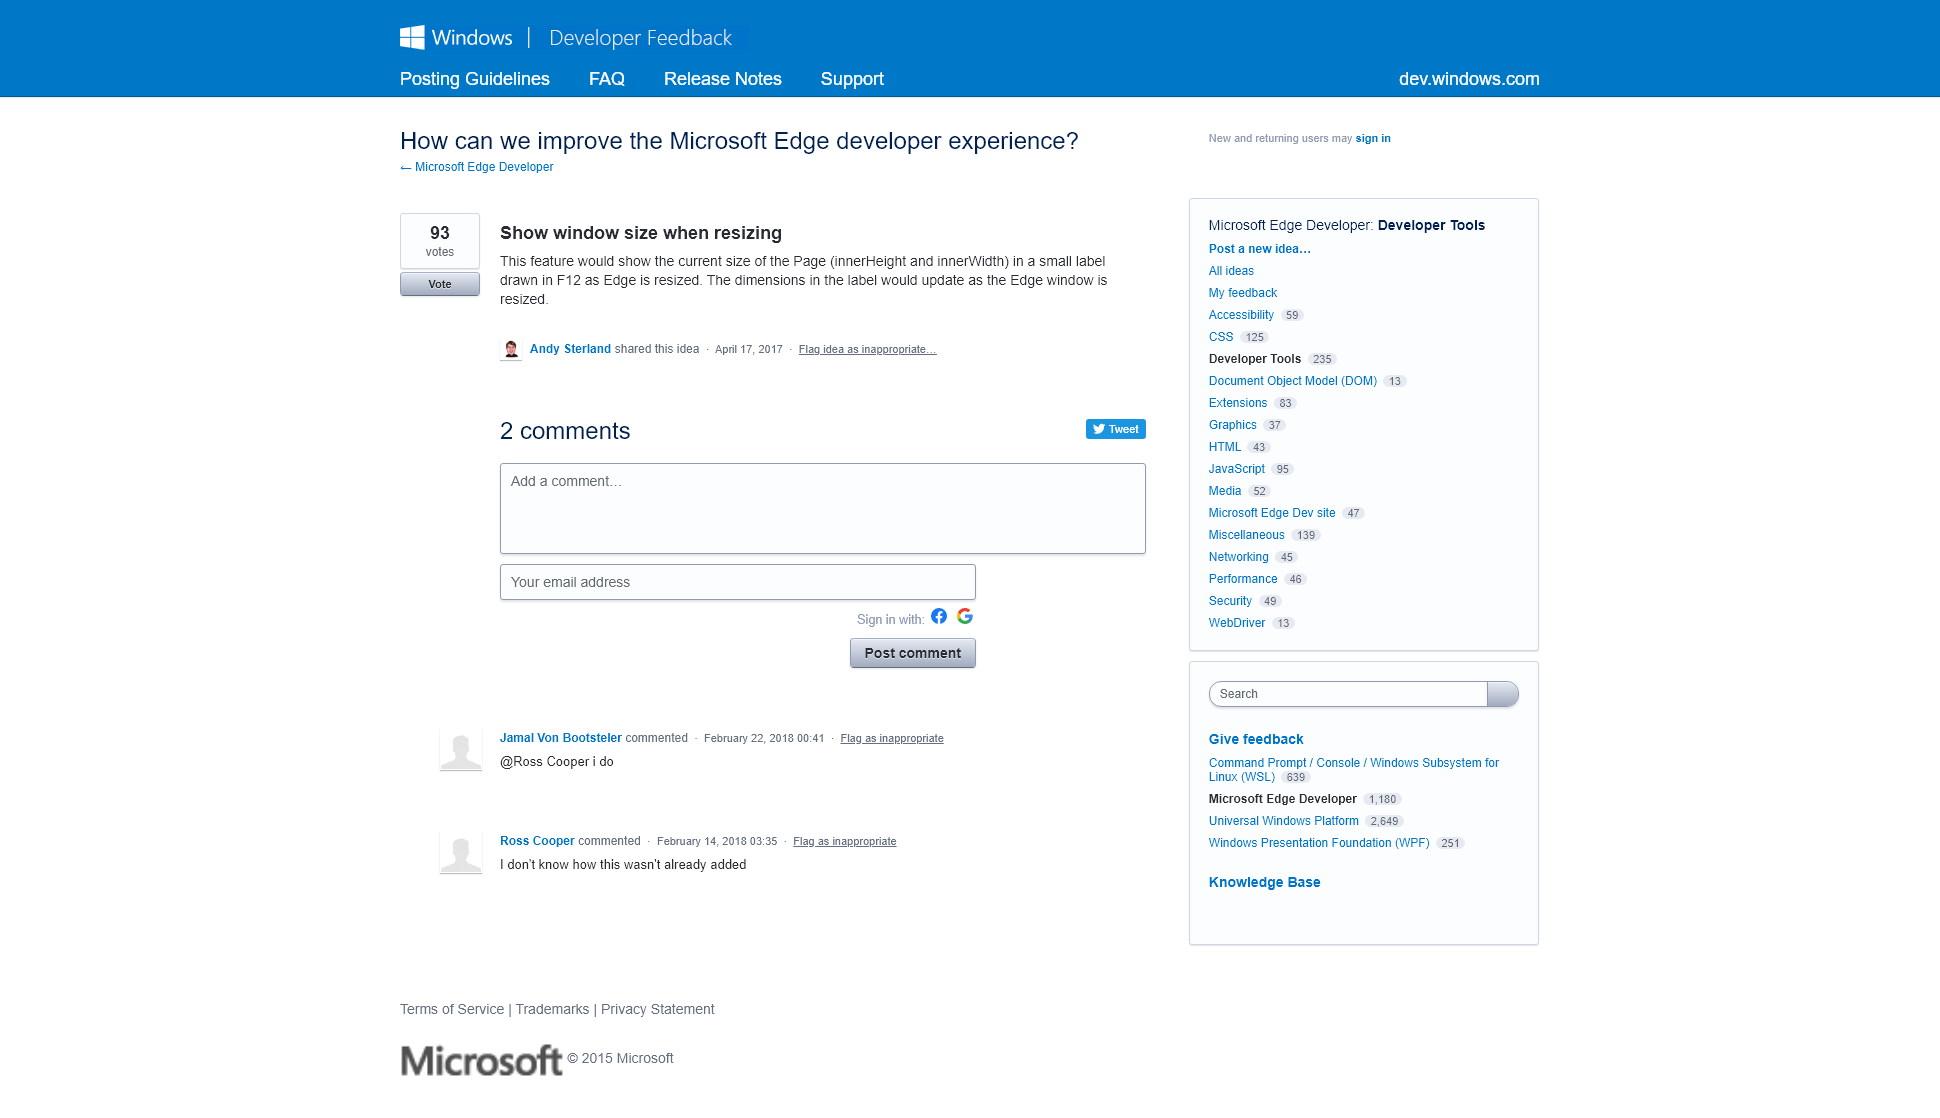 Windows | Developer Feedback
Posting Guidelines FAQ Release Notes Support dev.windows.com
How can we improve the Microsoft Edge developer experience?
← Microsoft Edge Developer
New and returning users may sign in
93
votes
Vote
Show window size when resizing
This feature would show the current size of the Page (innerHeight and innerWidth) in a small label
drawn in F12 as Edge is resized. The dimensions in the label would update as the Edge window is
resized.
Andy Sterland shared this idea · April 17, 2017 · Flag idea as inappropriate…
2 comments
Tweet
Add a comment…
Your email address
Sign in with:
Post comment
Jamal Von Bootsteler commented · February 22, 2018 00:41 · Flag as inappropriate
@Ross Cooper i do
Ross Cooper commented · February 14, 2018 03:35 · Flag as inappropriate
I don't know how this wasn't already added
Microsoft Edge Developer: Developer Tools
Post a new idea…
All ideas
My feedback
Accessibility 59
CSS 125
Developer Tools 235
Document Object Model (DOM) 13
Extensions 83
Graphics 37
HTML 43
JavaScript 95
Media 52
Microsoft Edge Dev site 47
Miscellaneous 139
Networking 45
Performance 46
Security 49
WebDriver 13
Search
Give feedback
Command Prompt / Console / Windows Subsystem for
Linux (WSL) 639
Microsoft Edge Developer 1,180
Universal Windows Platform 2,649
Windows Presentation Foundation (WPF) 251
Knowledge Base
Terms of Service | Trademarks | Privacy Statement
Microsoft © 2015 Microsoft